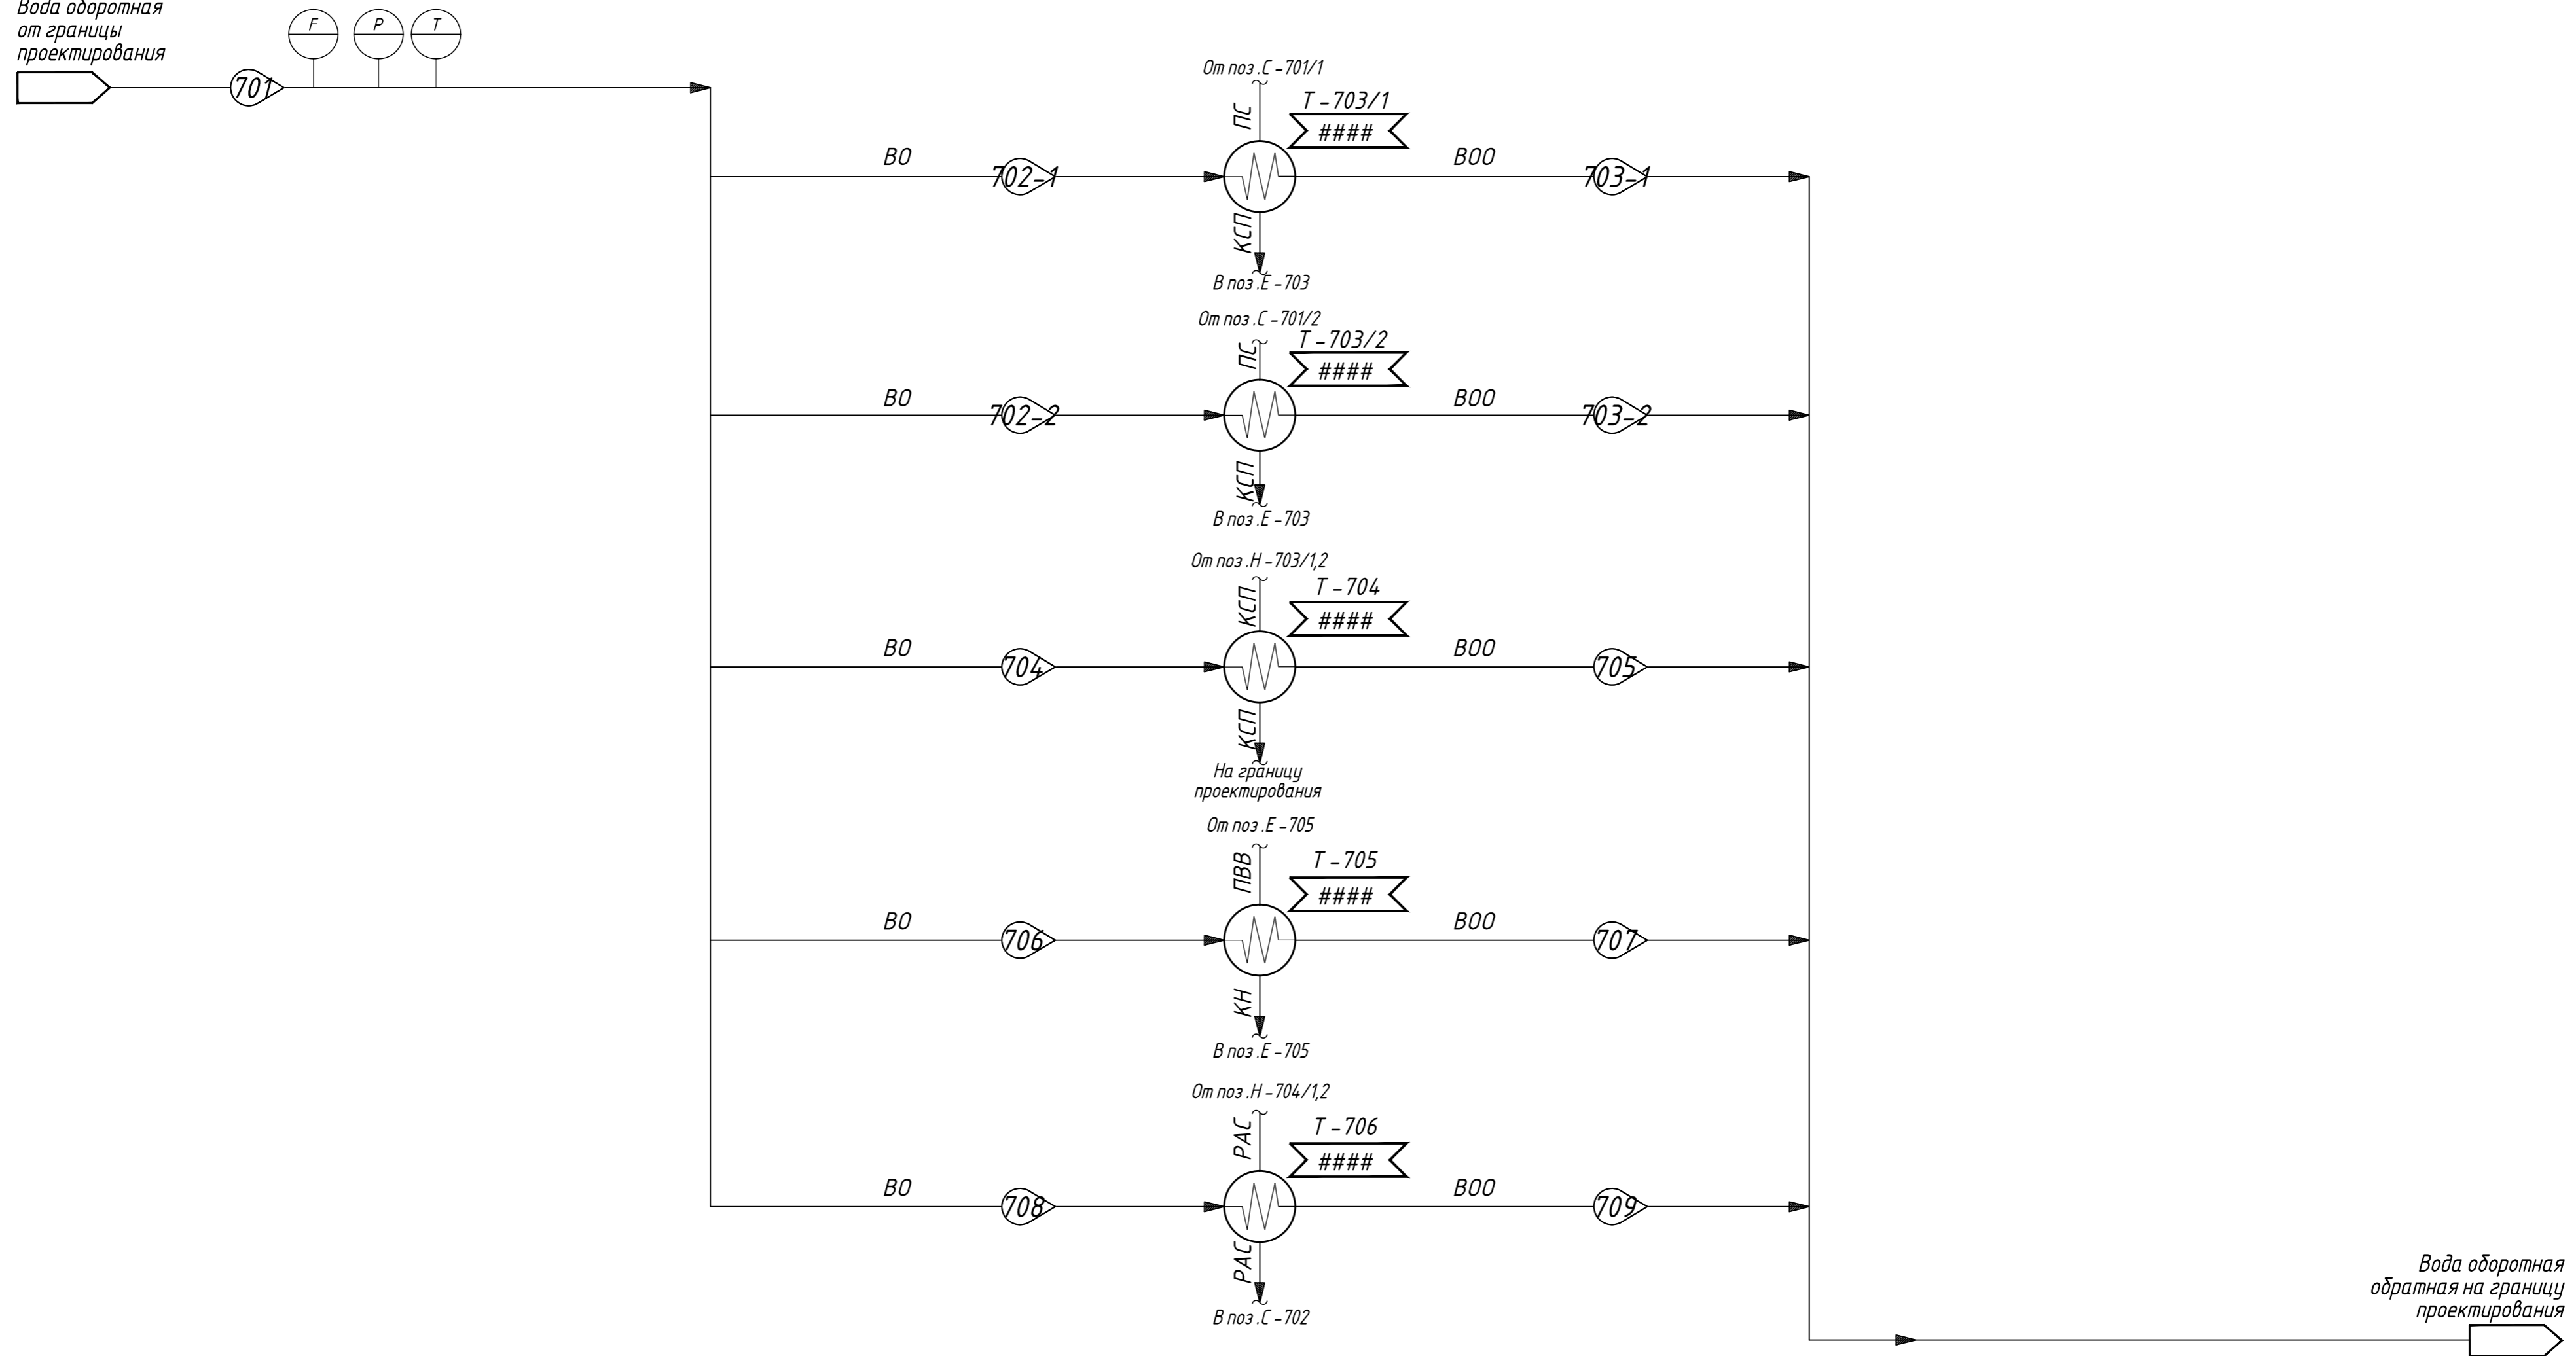 Вода оборотная
от границы
проектирования
F
P
T
701
От поз.С-701/1
ПС
Т-703/1
####
ВО
702-1
ВОО
703-1
КСП
В поз.Е-703
От поз.С-701/2
ПС
Т-703/2
####
ВО
702-2
ВОО
703-2
КСП
В поз.Е-703
От поз.Н-703/1,2
КСП
Т-704
####
ВО
704
ВОО
705
КСП
На границу
проектирования
От поз.Е-705
ПВВ
Т-705
####
ВО
706
ВОО
707
КН
В поз.Е-705
От поз.Н-704/1,2
РАС
Т-706
####
ВО
708
ВОО
709
РАС
В поз.С-702
Вода оборотная
обратная на границу
проектирования